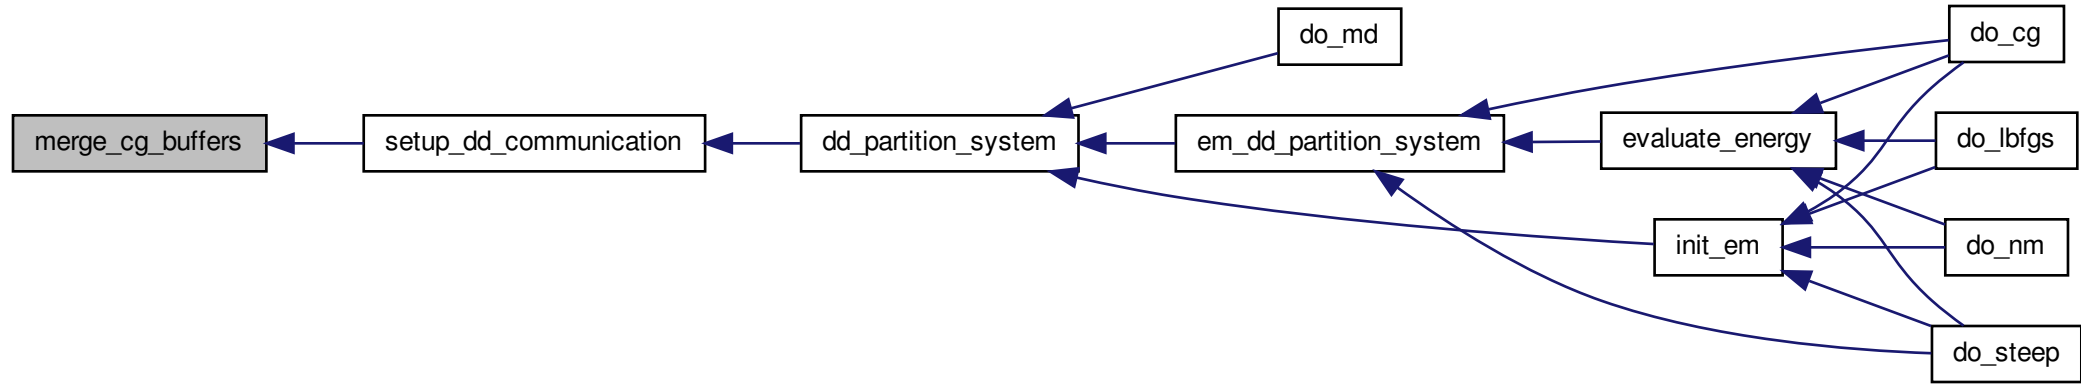 merge_cg_buffers
setup_dd_communication
dd_partition_system
do_md
em_dd_partition_system
evaluate_energy
init_em
do_cg
do_lbfgs
do_nm
do_steep